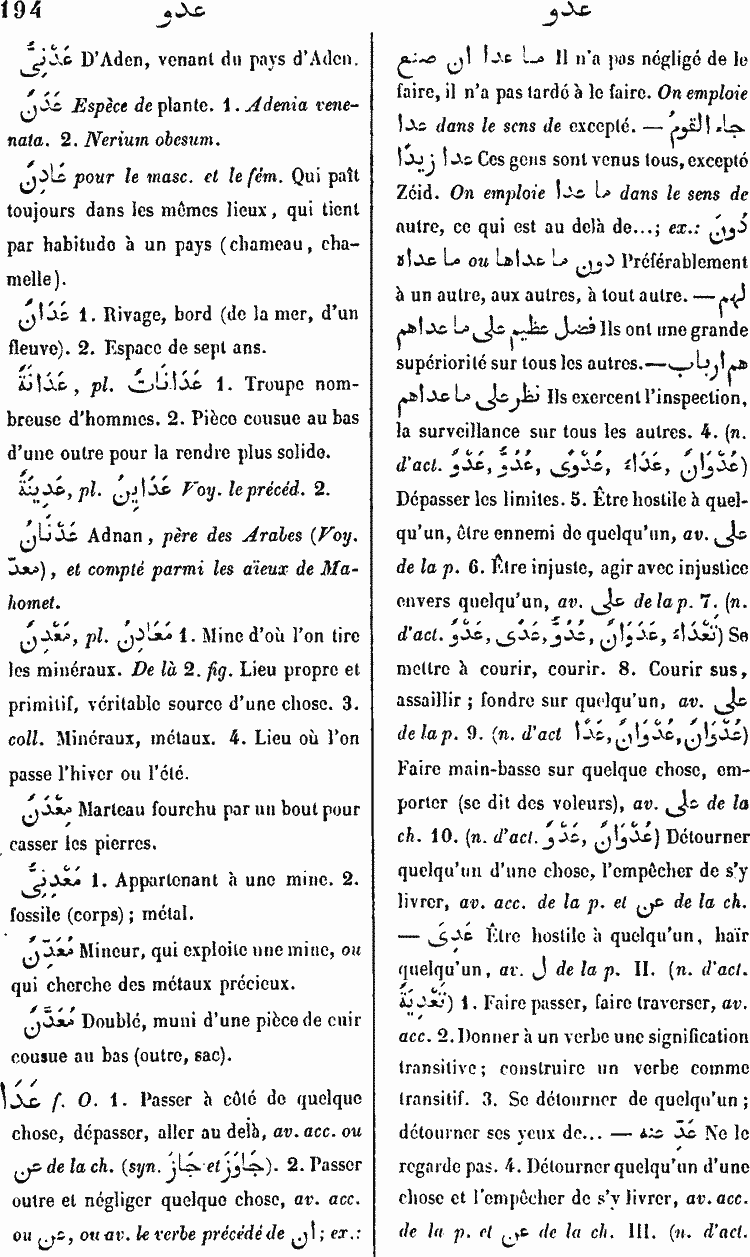 194 عدو
عدو
عَدَنِىٌّ D'Aden, venant du pays d'Aden.
عَدَنٌ Espèce de plante. 1. Adenia vene-
nata. 2. Nerium obesum.
عَادِنٌ pour le masc. et le fém. Qui paît
toujours dans les mêmes lieux, qui tient
par habitude à un pays (chameau, cha-
melle).
عَدَانٌ 1. Rivage, bord (de la mer, d'un
fleuve). 2. Espace de sept ans.
عَدَانَةٌ, pl. عَدَانَاتٌ 1. Troupe nom-
breuse d'hommes. 2. Pièce cousue au bas
d'une outre pour la rendre plus solide.
عَدِينَةٌ, pl. عَدَايِنُ Voy. le précéd. 2.
عَدْنَانُ Adnan, père des Arabes (Voy.
معدّ), et compté parmi les aïeux de Ma-
homet.
مَعْدِنٌ, pl. مَعَادِنُ 1. Mine d'où l'on tire
les minéraux. De là 2. fig. Lieu propre et
primitif, véritable source d'une chose. 3.
coll. Minéraux, métaux. 4. Lieu où l'on
passe l'hiver ou l'été.
مِعْدَنٌ Marteau fourchu par un bout pour
casser les pierres.
مَعْدِنِىٌّ 1. Appartenant à une mine. 2.
fossile (corps); métal.
مُعَدِّنٌ Mineur, qui exploite une mine, ou
qui cherche des métaux précieux.
مُعَدَّنٌ Doublé, muni d'une pièce de cuir
cousue au bas (outre, sac).
عَدَا f. O. 1. Passer à côté de quelque
chose, dépasser, aller au delà, av. acc. ou
عن de la ch. (syn. جَازَ et جَاوَزَ). 2. Passer
outre et négliger quelque chose, av. acc.
ou عن, ou av. le verbe précédé de ان; ex.:
ما عدا ان صنع Il n'a pas négligé de le
faire, il n'a pas tardé à le faire. On emploie
عدا dans le sens de excepté. — جاء القومُ
عدا زيدًا Ces gens sont venus tous, excepté
Zéid. On emploie ما عدا dans le sens de
autre, ce qui est au delà de...; ex.: دُونَ
ما عداه ou دون ما عداها Préférablement
à un autre, aux autres, à tout autre. — لهم
فضل عظيم على ما عداهم Ils ont une grande
supériorité sur tous les autres. — هم ارباب
نظر على ما عداهم Ils exercent l'inspection,
la surveillance sur tous les autres. 4. (n.
d'act. عَدْوٌ, عُدُوٌّ, عُدْوَى, عَدَاءٌ, عُدْوَانٌ)
Dépasser les limites. 5. Être hostile à quel-
qu'un, être ennemi de quelqu'un, av. على
de la p. 6. Être injuste, agir avec injustice
envers quelqu'un, av. على de la p. 7. (n.
d'act. عَدْوٌ, عُدُوٌّ, عَدًى, عَدَوَانٌ, تَعْدَاءٌ) Se
mettre à courir, courir. 8. Courir sus,
assaillir; fondre sur quelqu'un, av. على
de la p. 9. (n. d'act عَدًا, عُدْوَانٌ, عَدَوَانٌ)
Faire main-basse sur quelque chose, em-
porter (se dit des voleurs), av. على de la
ch. 10. (n. d'act. عَدْوٌ, عُدْوَانٌ) Détourner
quelqu'un d'une chose, l'empêcher de s'y
livrer, av. acc. de la p. et عن de la ch.
— عَدِىَ Être hostile à quelqu'un, haïr
quelqu'un, av. ل de la p. II. (n. d'act.
تَعْدِيَةٌ) 1. Faire passer, faire traverser, av.
acc. 2. Donner à un verbe une signification
transitive; construire un verbe comme
transitif. 3. Se détourner de quelqu'un;
détourner ses yeux de... — عَدِّ عنه Ne le
regarde pas. 4. Détourner quelqu'un d'une
chose et l'empêcher de s'y livrer, av. acc.
de la p. et عن de la ch. III. (n. d'act.